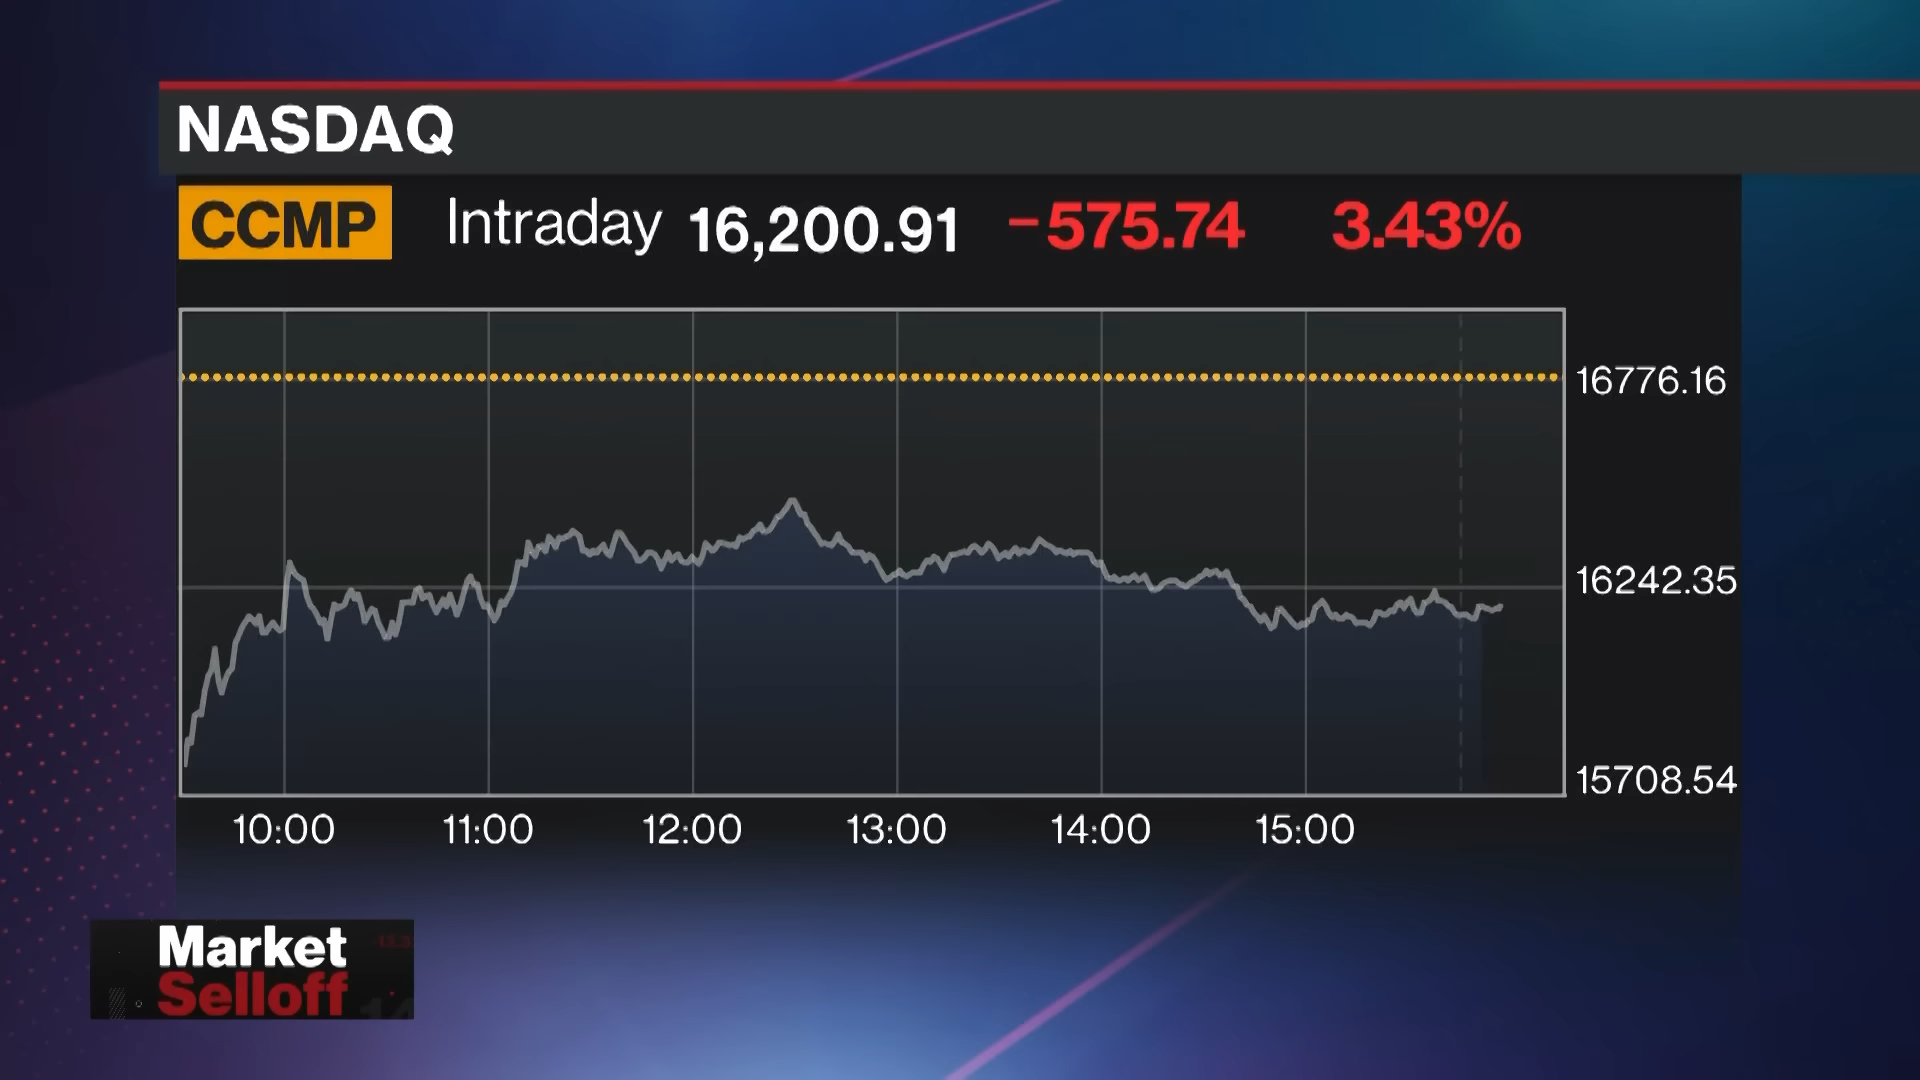 NASDAQ
CCMP Intraday 16,200.91 -575.74 3.43%
16776.16
16242.35
15708.54
10:00 11:00 12:00 13:00 14:00 15:00
Market
Selloff